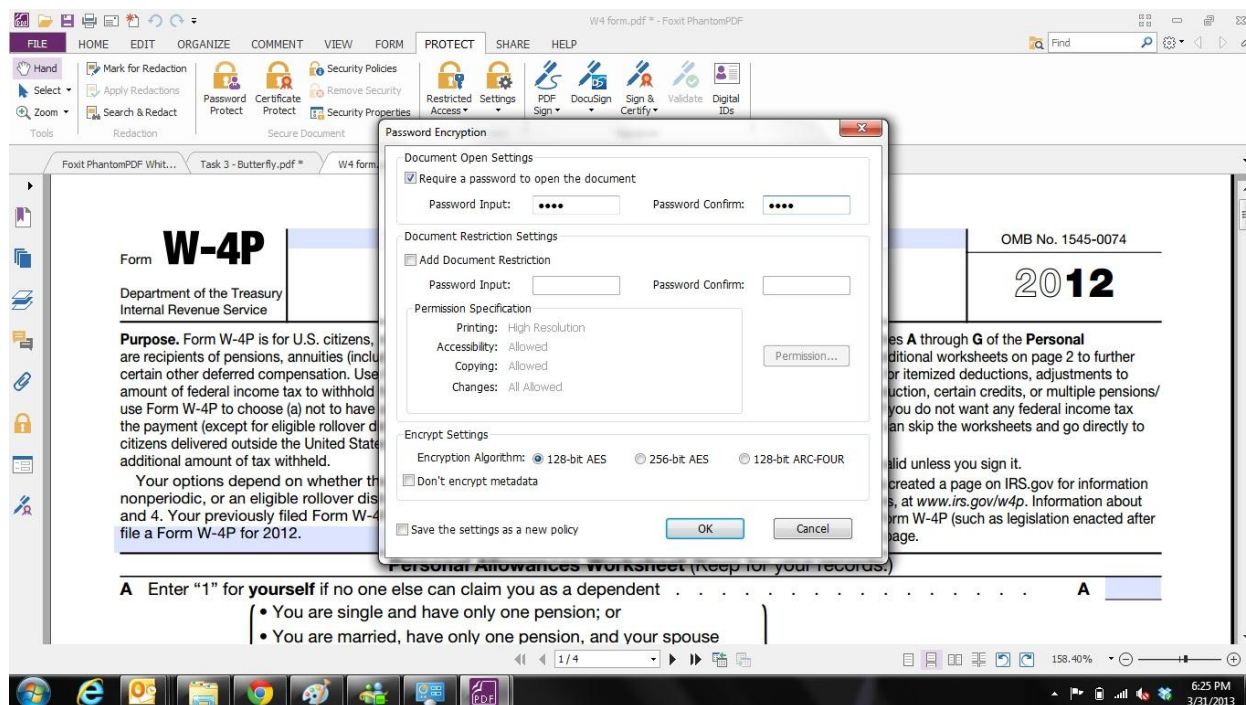 W4 form.pdf * - Foxit PhantomPDF
FILE HOME EDIT ORGANIZE COMMENT VIEW FORM PROTECT SHARE HELP
Find
Hand
Select
Zoom
Tools
Mark for Redaction
Apply Redactions
Search & Redact
Redaction
Password Protect
Certificate Protect
Security Policies
Remove Security
Security Properties
Secure Document
Restricted Access
Settings
PDF Sign
DocuSign
Sign & Certify
Validate
Digital IDs
Foxit PhantomPDF Whit... Task 3 - Butterfly.pdf * W4 form.
Password Encryption
Document Open Settings
Require a password to open the document
Password Input: •••• Password Confirm: ••••
Document Restriction Settings
Add Document Restriction
Password Input: Password Confirm:
Permission Specification
Printing: High Resolution
Accessibility: Allowed
Copying: Allowed
Changes: All Allowed
Permission...
Encrypt Settings
Encryption Algorithm: 128-bit AES 256-bit AES 128-bit ARC-FOUR
Don't encrypt metadata
Save the settings as a new policy
OK Cancel
Form W-4P
Department of the Treasury
Internal Revenue Service
OMB No. 1545-0074
2012
Purpose. Form W-4P is for U.S. citizens,
are recipients of pensions, annuities (inclu
certain other deferred compensation. Use
amount of federal income tax to withhold
use Form W-4P to choose (a) not to have
the payment (except for eligible rollover d
citizens delivered outside the United State
additional amount of tax withheld.
Your options depend on whether th
nonperiodic, or an eligible rollover dis
and 4. Your previously filed Form W-4
file a Form W-4P for 2012.
es A through G of the Personal
ditional worksheets on page 2 to further
or itemized deductions, adjustments to
uction, certain credits, or multiple pensions/
you do not want any federal income tax
an skip the worksheets and go directly to
alid unless you sign it.
created a page on IRS.gov for information
s, at www.irs.gov/w4p. Information about
orm W-4P (such as legislation enacted after
page.
Personal Allowances Worksheet (Keep for your records.)
A Enter “1” for yourself if no one else can claim you as a dependent . . . . . . . . . . . . . . . . A
• You are single and have only one pension; or
• You are married, have only one pension, and your spouse
1/4
158.40%
6:25 PM
3/31/2013